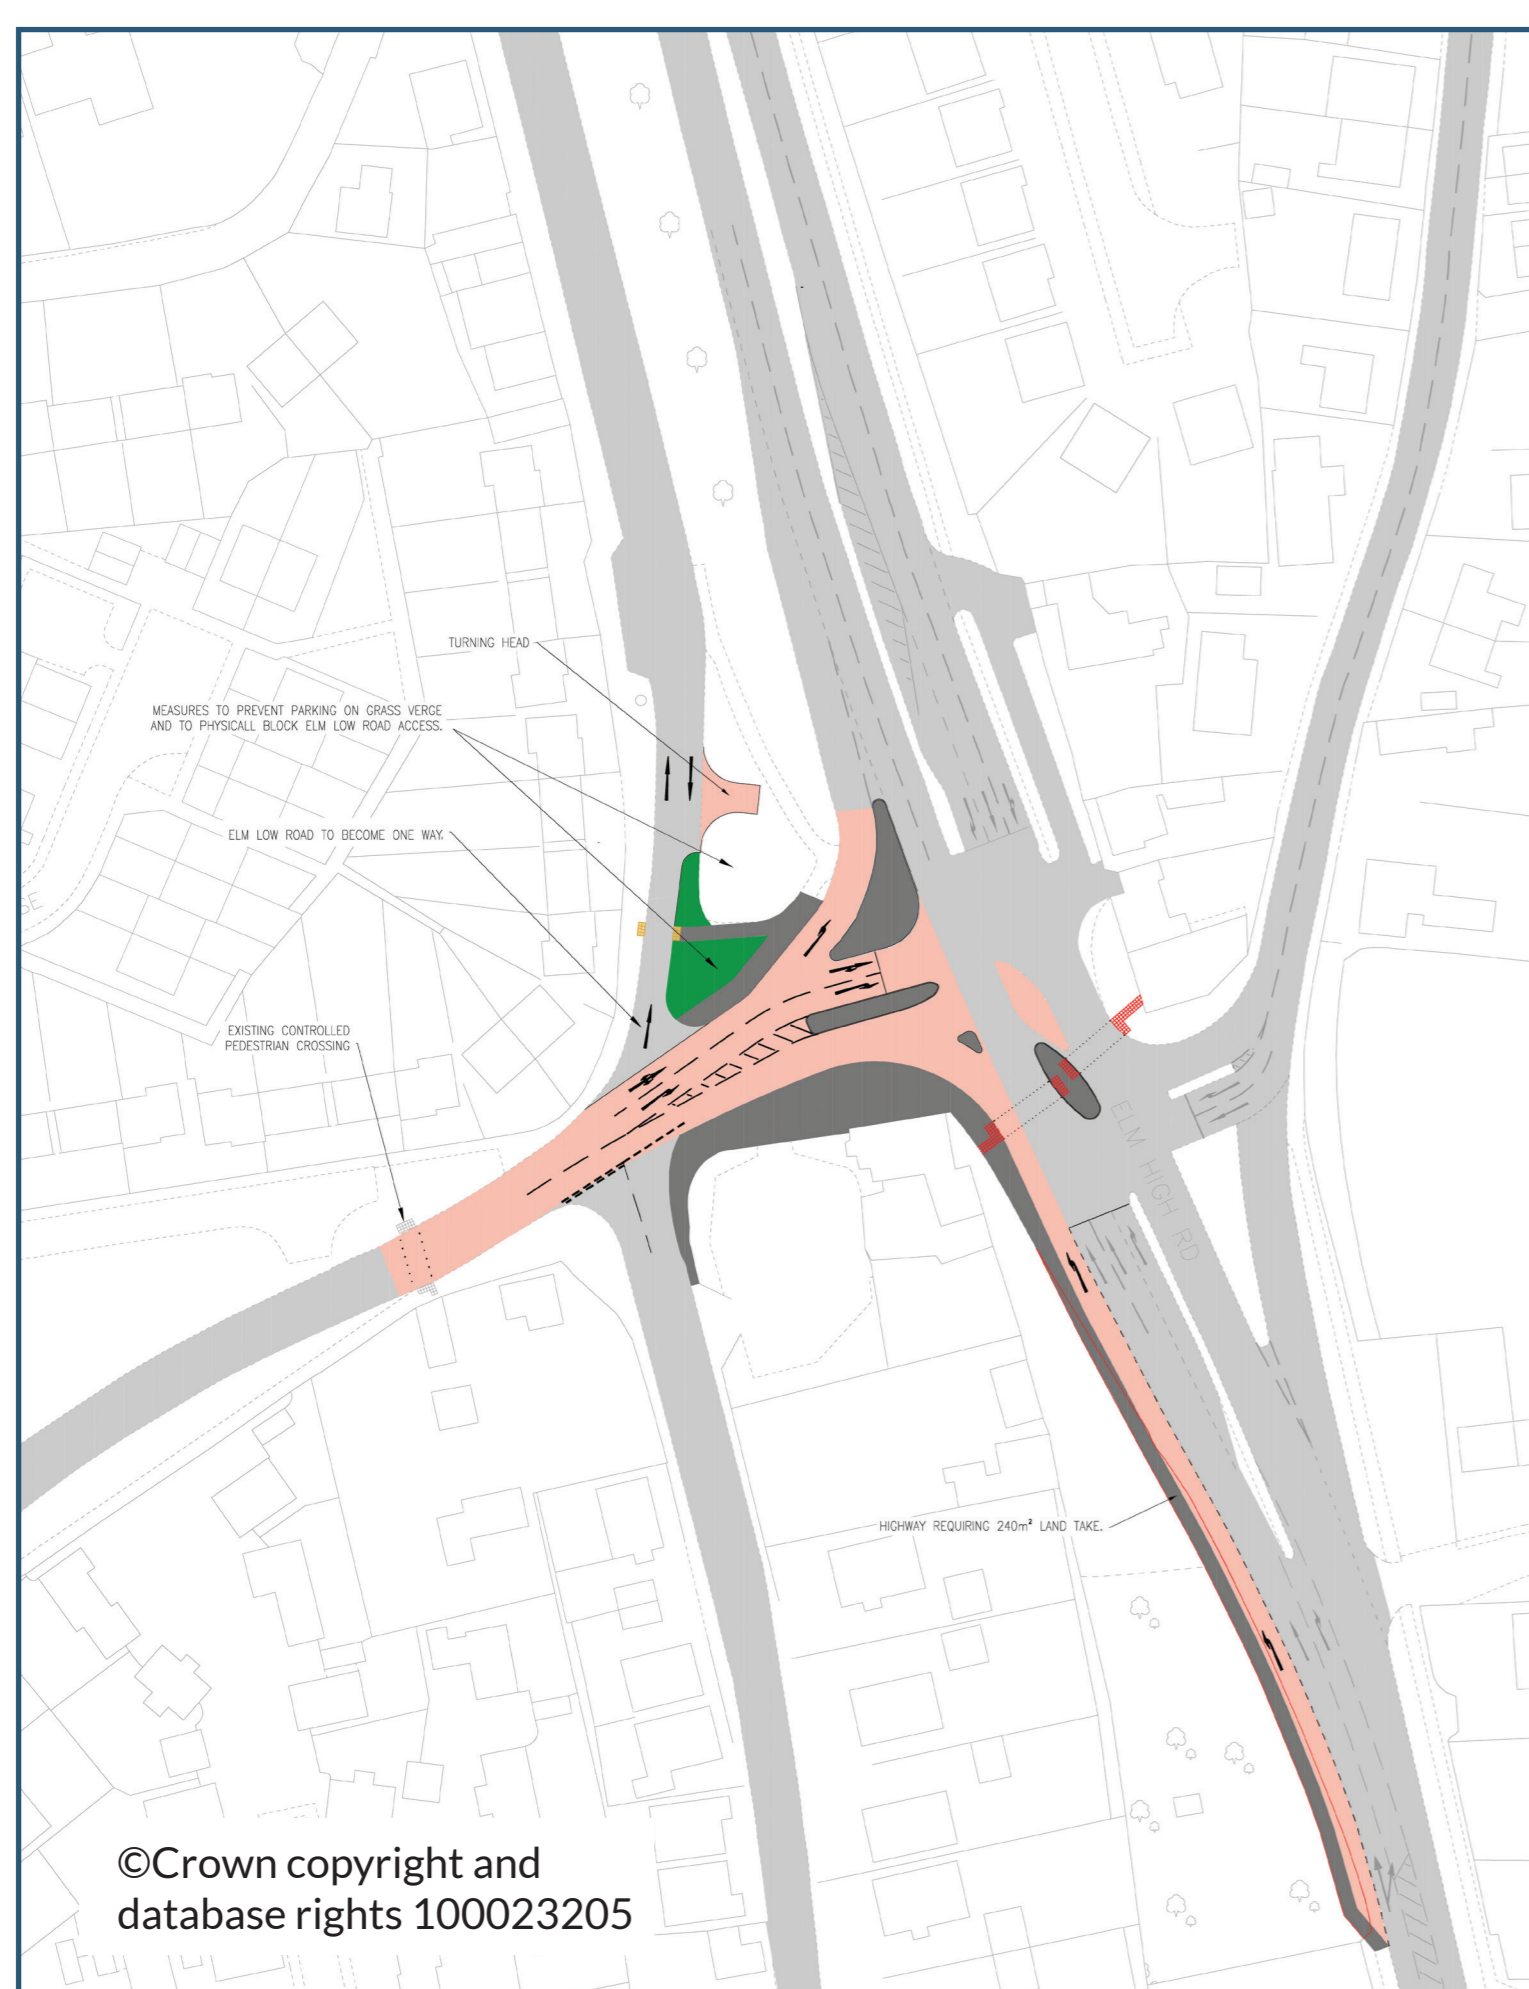 TURNING HEAD
MEASURES TO PREVENT PARKING ON GRASS VERGE
AND TO PHYSICALL BLOCK ELM LOW ROAD ACCESS.
ELM LOW ROAD TO BECOME ONE WAY.
SE
EXISTING CONTROLLED
PEDESTRIAN CROSSING
ELM HIGH RD
HIGHWAY REQUIRING 240m² LAND TAKE.
©Crown copyright and
database rights 100023205